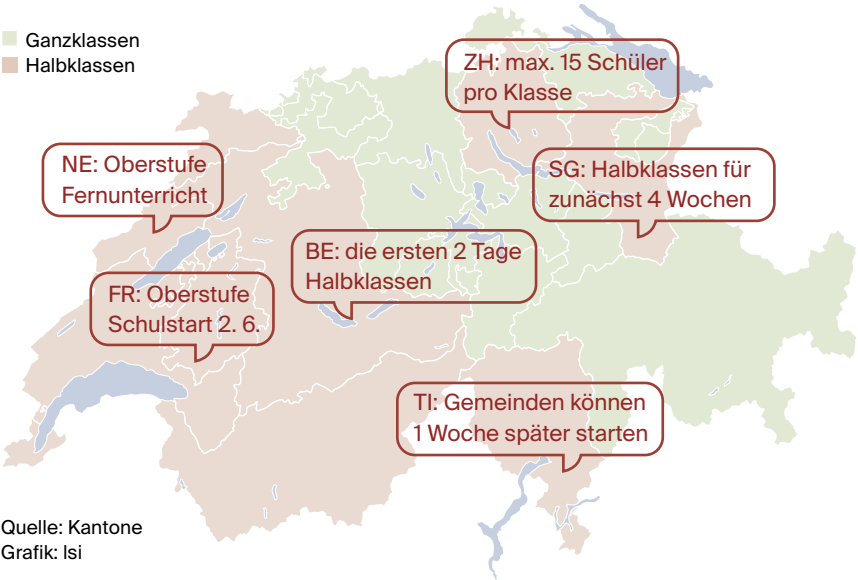 Ganzklassen
Halbklassen
ZH: max. 15 Schüler
pro Klasse
NE: Oberstufe
Fernunterricht
SG: Halbklassen für
zunächst 4 Wochen
BE: die ersten 2 Tage
Halbklassen
FR: Oberstufe
Schulstart 2. 6.
TI: Gemeinden können
1 Woche später starten
Quelle: Kantone
Grafik: lsi